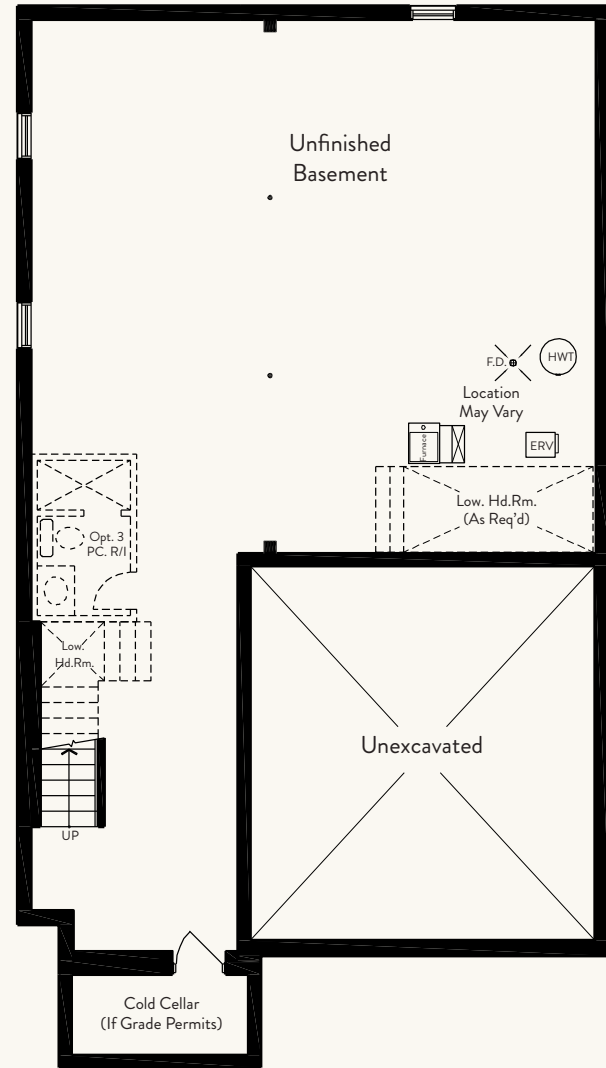 Unfinished
Basement
F.D.
HWT
Location
May Vary
Furnace
ERV
Low. Hd.Rm.
(As Req'd)
Opt. 3
PC. R/I
Low.
Hd.Rm.
Unexcavated
UP
Cold Cellar
(If Grade Permits)